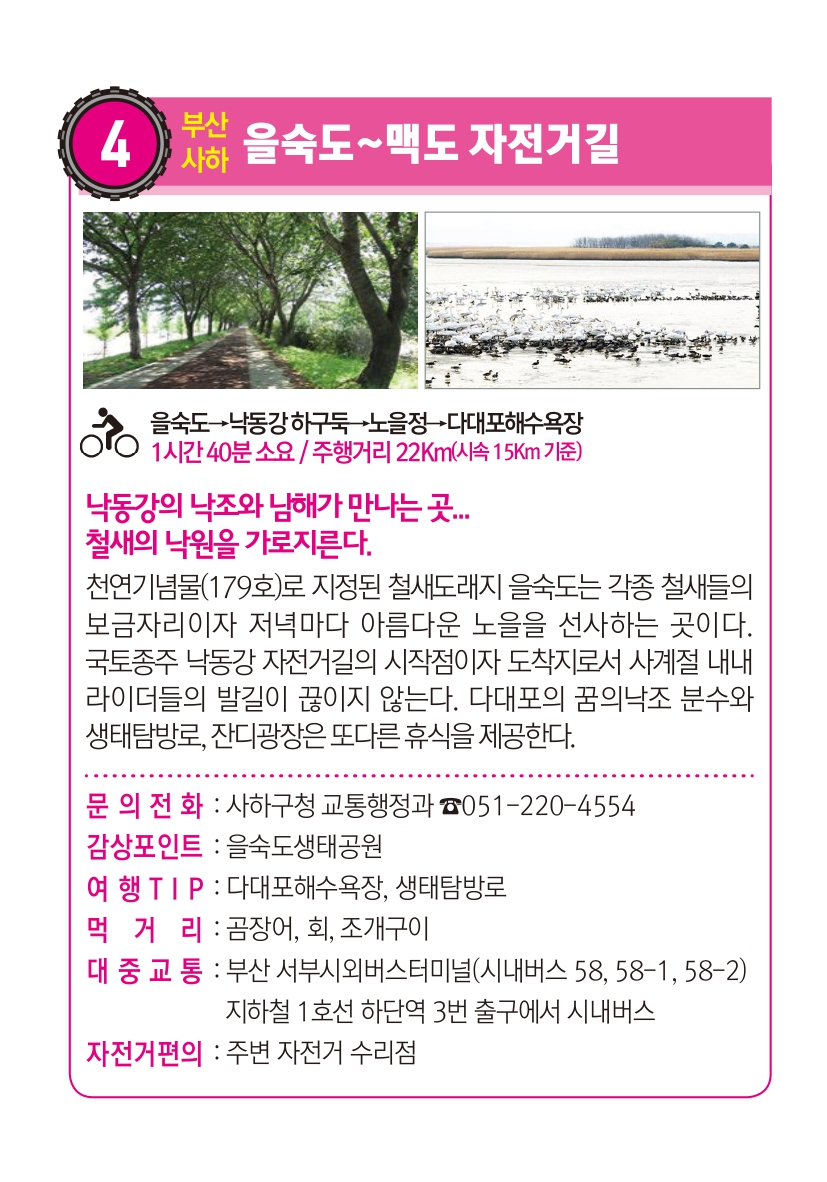 4
부산
사하
을숙도~맥도 자전거길
을숙도→낙동강 하구둑→노을정→다대포해수욕장
1시간 40분 소요 / 주행거리 22Km(시속 15Km 기준)
낙동강의 낙조와 남해가 만나는 곳...
철새의 낙원을 가로지른다.
천연기념물(179호)로 지정된 철새도래지 을숙도는 각종 철새들의
보금자리이자 저녁마다 아름다운 노을을 선사하는 곳이다.
국토종주 낙동강 자전거길의 시작점이자 도착지로서 사계절 내내
라이더들의 발길이 끊이지 않는다. 다대포의 꿈의낙조 분수와
생태탐방로, 잔디광장은 또다른 휴식을 제공한다.
문의전화 : 사하구청 교통행정과 ☎051-220-4554
감상포인트 : 을숙도생태공원
여행TIP : 다대포해수욕장, 생태탐방로
먹거리 : 곰장어, 회, 조개구이
대중교통 : 부산 서부시외버스터미널(시내버스 58, 58-1, 58-2)
지하철 1호선 하단역 3번 출구에서 시내버스
자전거편의 : 주변 자전거 수리점